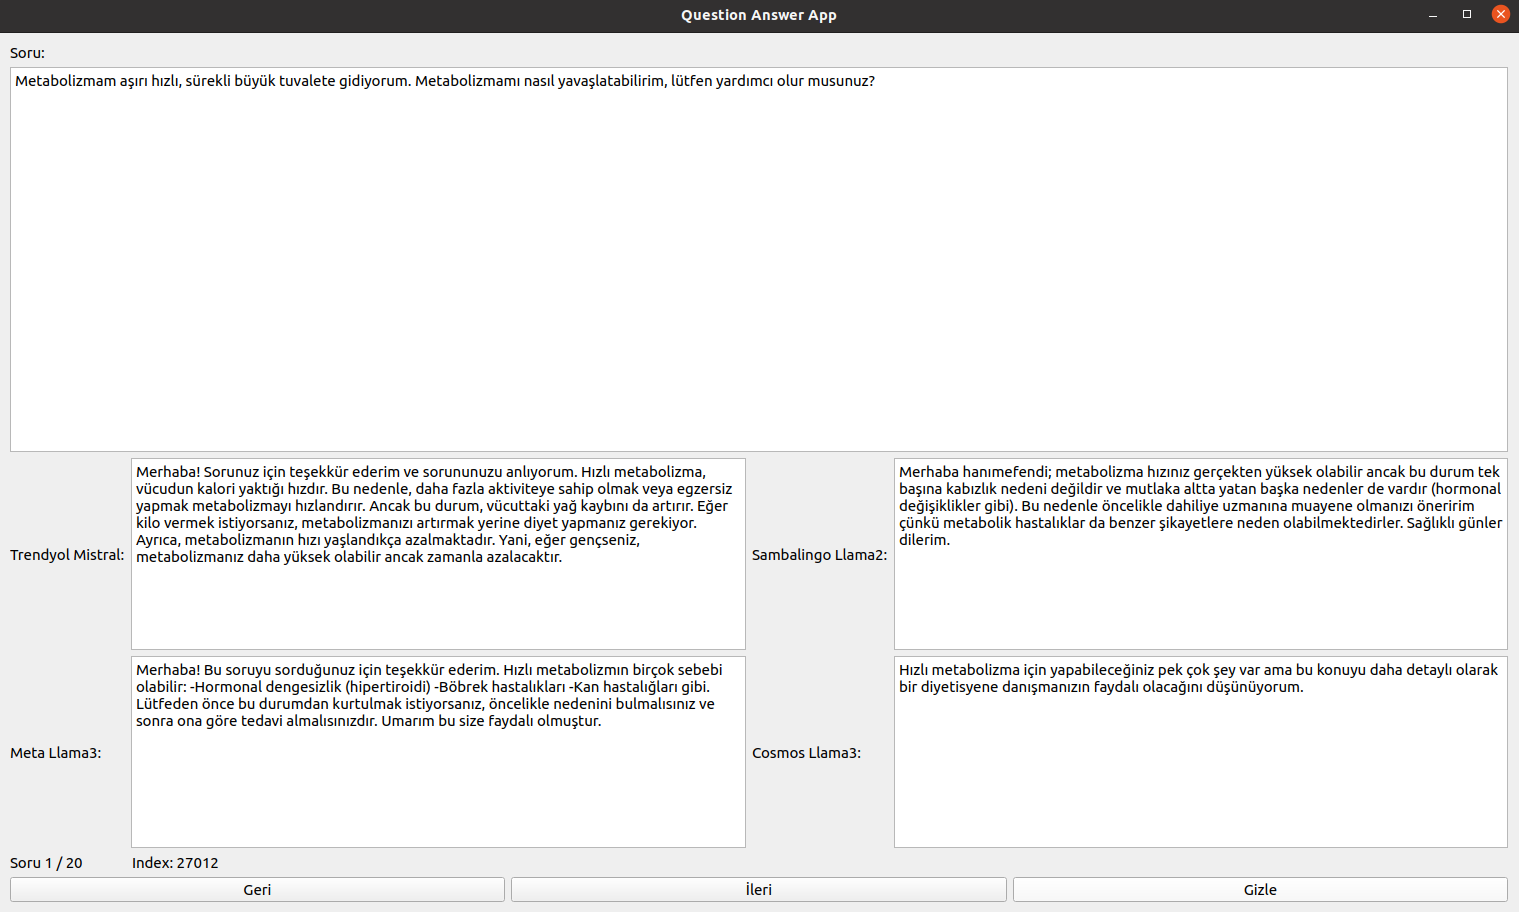 Question Answer App
Soru:
Metabolizmam aşırı hızlı, sürekli büyük tuvalete gidiyorum. Metabolizmamı nasıl yavaşlatabilirim, lütfen yardımcı olur musunuz?
Trendyol Mistral:
Merhaba! Sorunuz için teşekkür ederim ve sorununuzu anlıyorum. Hızlı metabolizma,
vücudun kalori yaktığı hızdır. Bu nedenle, daha fazla aktiviteye sahip olmak veya egzersiz
yapmak metabolizmayı hızlandırır. Ancak bu durum, vücuttaki yağ kaybını da artırır. Eğer
kilo vermek istiyorsanız, metabolizmanızı artırmak yerine diyet yapmanız gerekiyor.
Ayrıca, metabolizmanın hızı yaşlandıkça azalmaktadır. Yani, eğer gençseniz,
metabolizmanız daha yüksek olabilir ancak zamanla azalacaktır.
Sambalingo Llama2:
Merhaba hanımefendi; metabolizma hızınız gerçekten yüksek olabilir ancak bu durum tek
başına kabızlık nedeni değildir ve mutlaka altta yatan başka nedenler de vardır (hormonal
değişiklikler gibi). Bu nedenle öncelikle dahiliye uzmanına muayene olmanızı öneririm
çünkü metabolik hastalıklar da benzer şikayetlere neden olabilmektedirler. Sağlıklı günler
dilerim.
Meta Llama3:
Merhaba! Bu soruyu sorduğunuz için teşekkür ederim. Hızlı metabolizmın birçok sebebi
olabilir: -Hormonal dengesizlik (hipertiroidi) -Böbrek hastalıkları -Kan hastalığları gibi.
Lütfeden önce bu durumdan kurtulmak istiyorsanız, öncelikle nedenini bulmalısınız ve
sonra ona göre tedavi almalısınızdır. Umarım bu size faydalı olmuştur.
Cosmos Llama3:
Hızlı metabolizma için yapabileceğiniz pek çok şey var ama bu konuyu daha detaylı olarak
bir diyetisyene danışmanızın faydalı olacağını düşünüyorum.
Soru 1 / 20 Index: 27012
Geri İleri Gizle